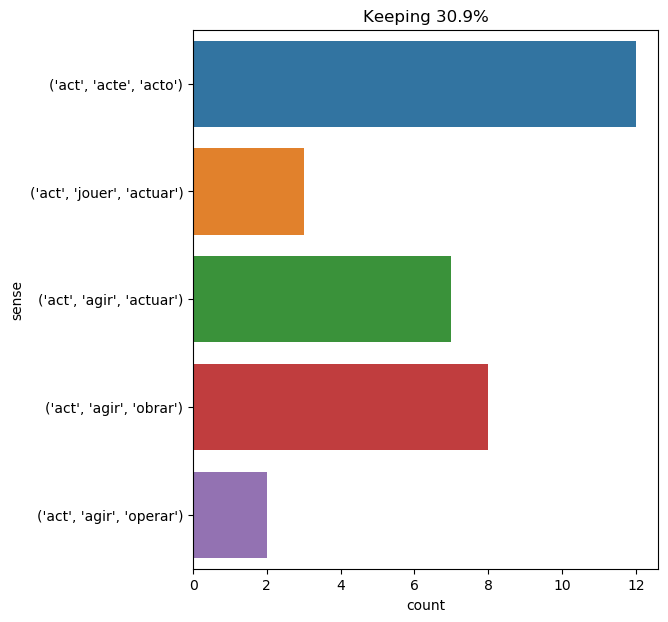 Keeping 30.9%
('act', 'acte', 'acto')
('act', 'jouer', 'actuar')
('act', 'agir', 'actuar')
('act', 'agir', 'obrar')
('act', 'agir', 'operar')
sense
0 2 4 6 8 10 12
count